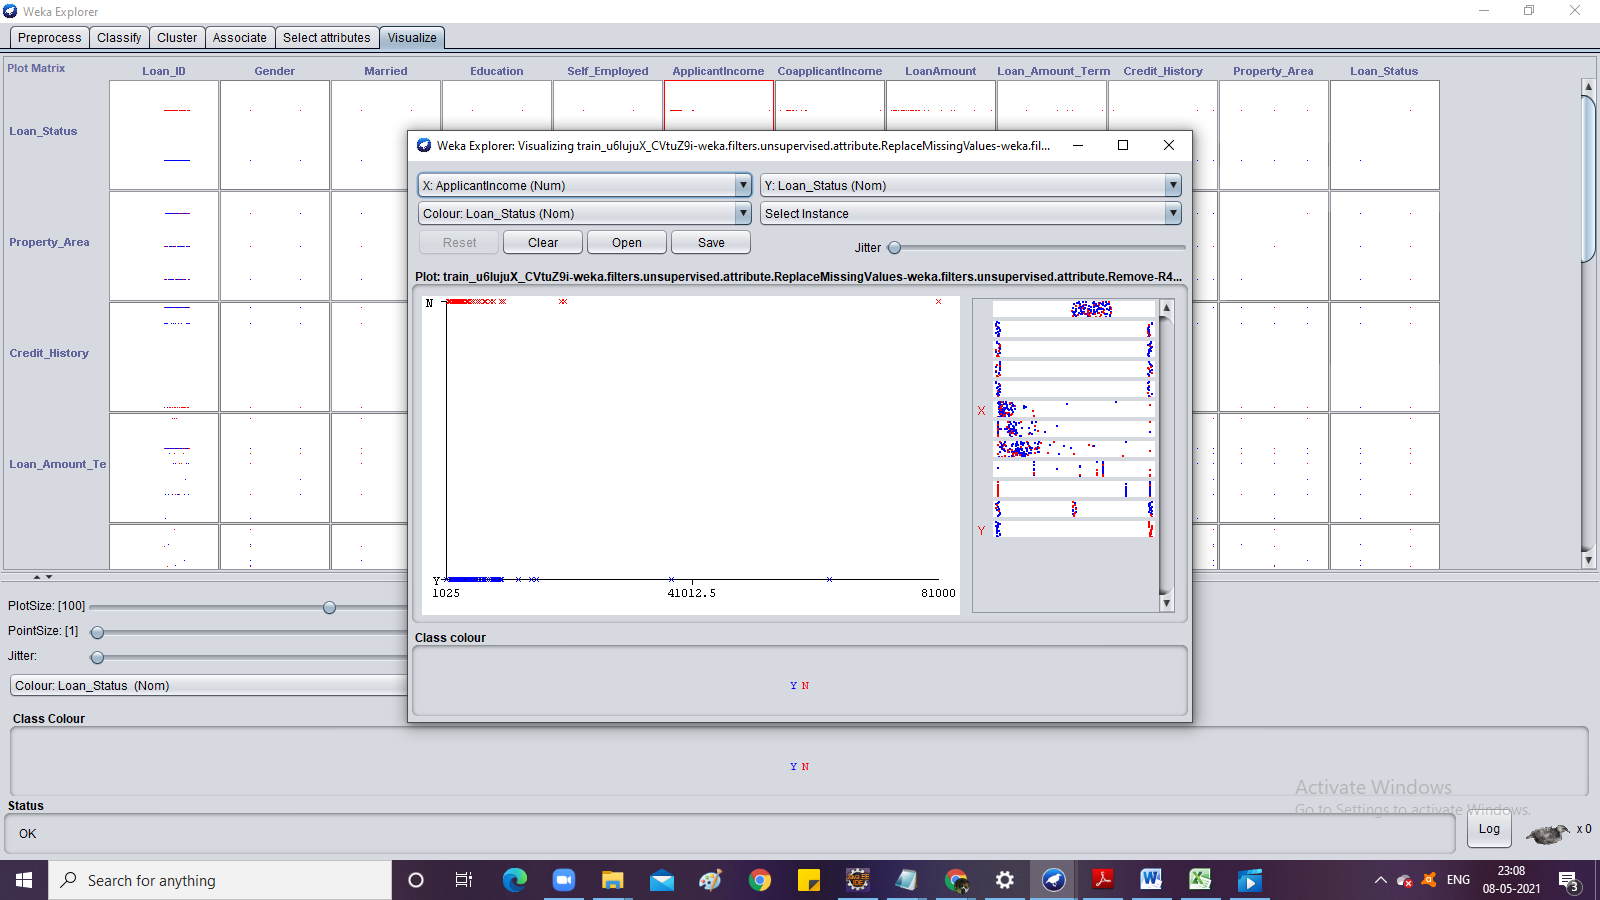 Weka Explorer
Preprocess Classify Cluster Associate Select attributes Visualize
Plot Matrix Loan_ID Gender Married Education Self_Employed ApplicantIncome CoapplicantIncome LoanAmount Loan_Amount_Term Credit_History Property_Area Loan_Status
Loan_Status
Property_Area
Credit_History
Loan_Amount_Te
Weka Explorer: Visualizing train_u6lujuX_CVtuZ9i-weka.filters.unsupervised.attribute.ReplaceMissingValues-weka.fil...
X: ApplicantIncome (Num) Y: Loan_Status (Nom)
Colour: Loan_Status (Nom) Select Instance
Reset Clear Open Save Jitter
Plot: train_u6lujuX_CVtuZ9i-weka.filters.unsupervised.attribute.ReplaceMissingValues-weka.filters.unsupervised.attribute.Remove-R4...
N
X
Y
Y
1025 41012.5 81000
Class colour
Y N
PlotSize: [100]
PointSize: [1]
Jitter:
Colour: Loan_Status (Nom)
Class Colour
Y N
Activate Windows
Go to Settings to activate Windows.
Status
OK
Log x 0
Search for anything
ENG
23:08
08-05-2021
3